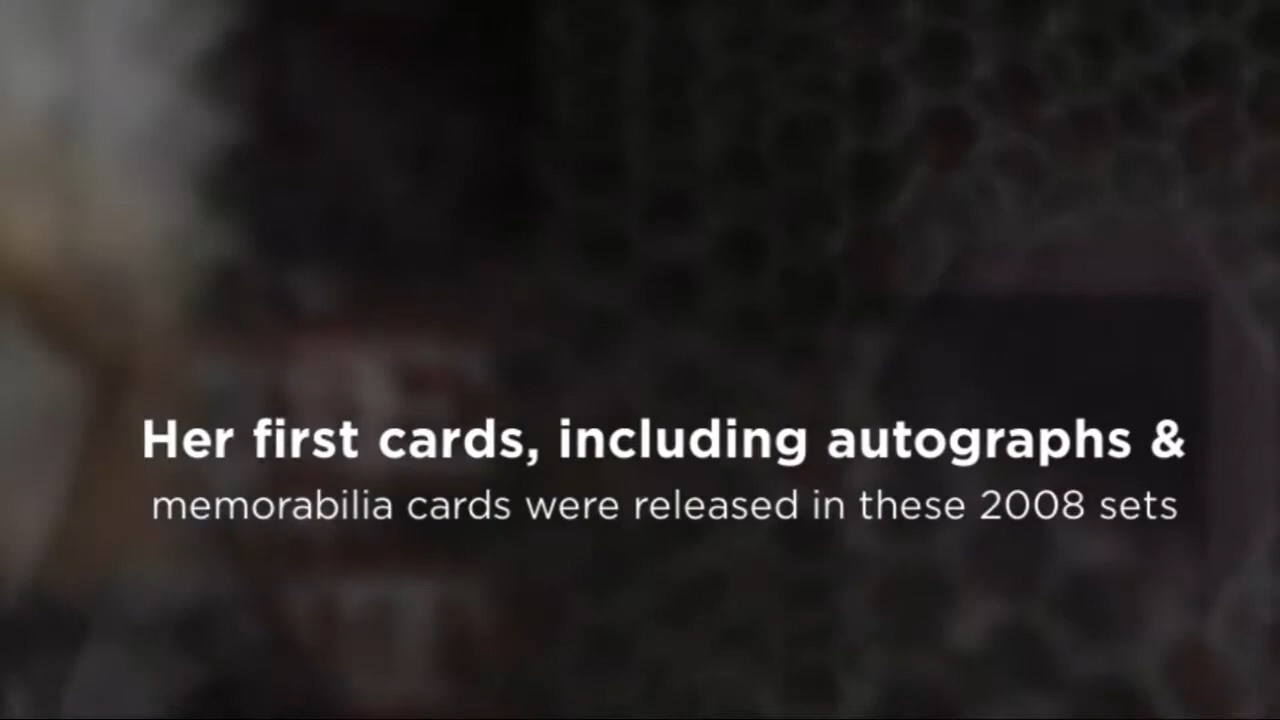 Her first cards, including autographs &
memorabilia cards were released in these 2008 sets